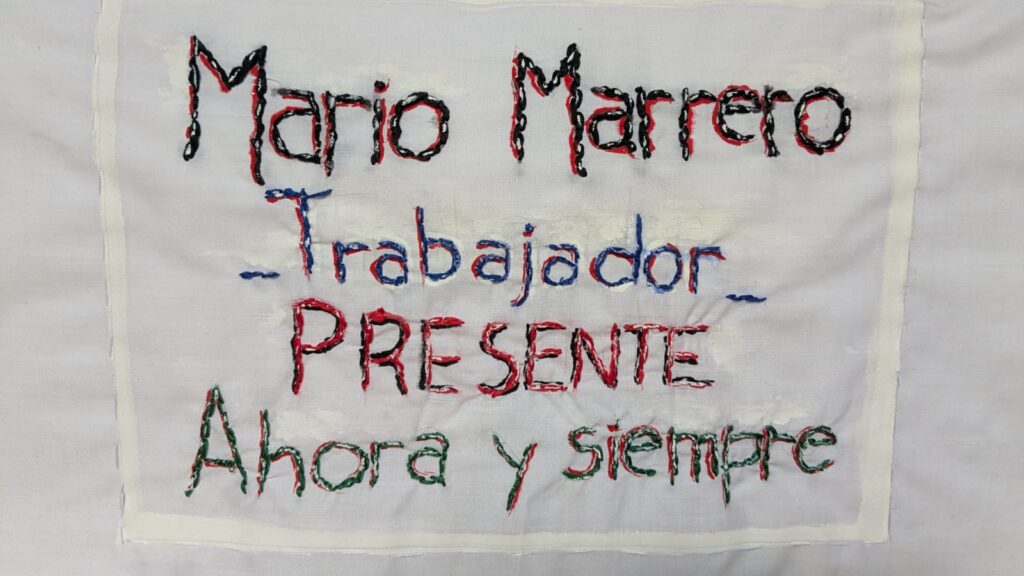 Mario Marrero
_Trabajador_
PRESENTE
Ahora y siempre